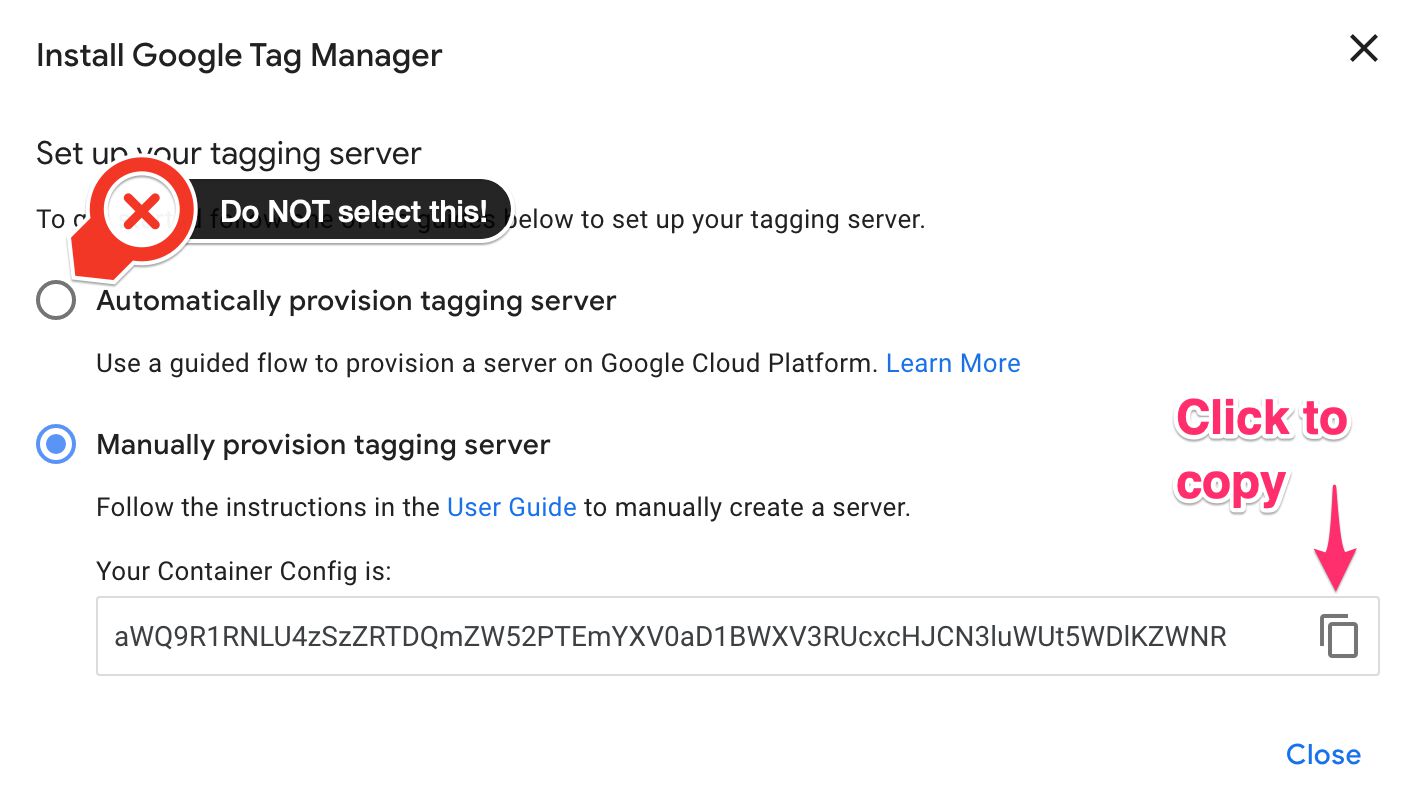 Install Google Tag Manager
Set up your tagging server
Do NOT select this!
To get started follow one of the guides below to set up your tagging server.
Automatically provision tagging server
Use a guided flow to provision a server on Google Cloud Platform. Learn More
Click to
copy
Manually provision tagging server
Follow the instructions in the User Guide to manually create a server.
Your Container Config is:
aWQ9R1RNLU4zSzZRTDQmZW52PTEmYXV0aD1BWXV3RUcxcHJCN3luWUt5WDlKZWNR
Close